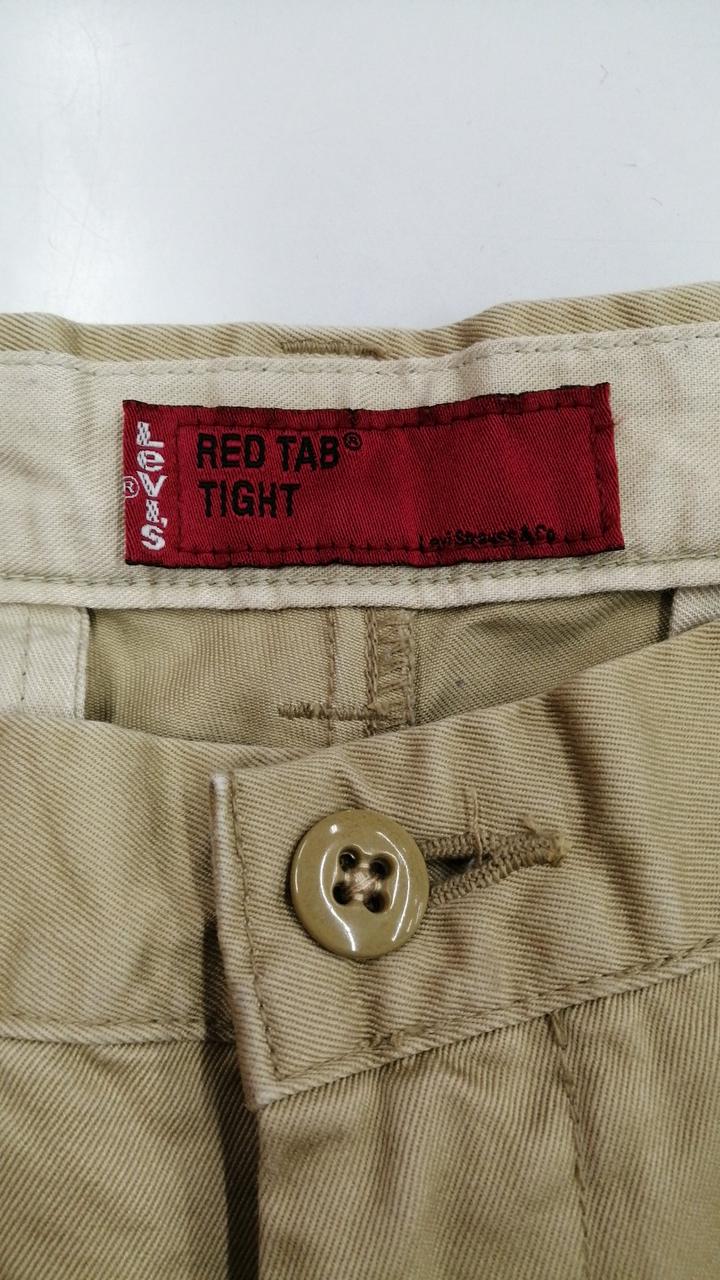 Levi's
®
RED TAB®
TIGHT
Levi Strauss & Co